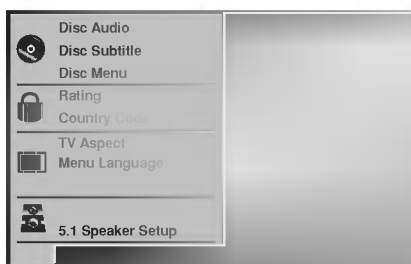 Disc Audio
Disc Subtitle
Disc Menu
Rating
Country Code
TV Aspect
Menu Language
5.1 Speaker Setup